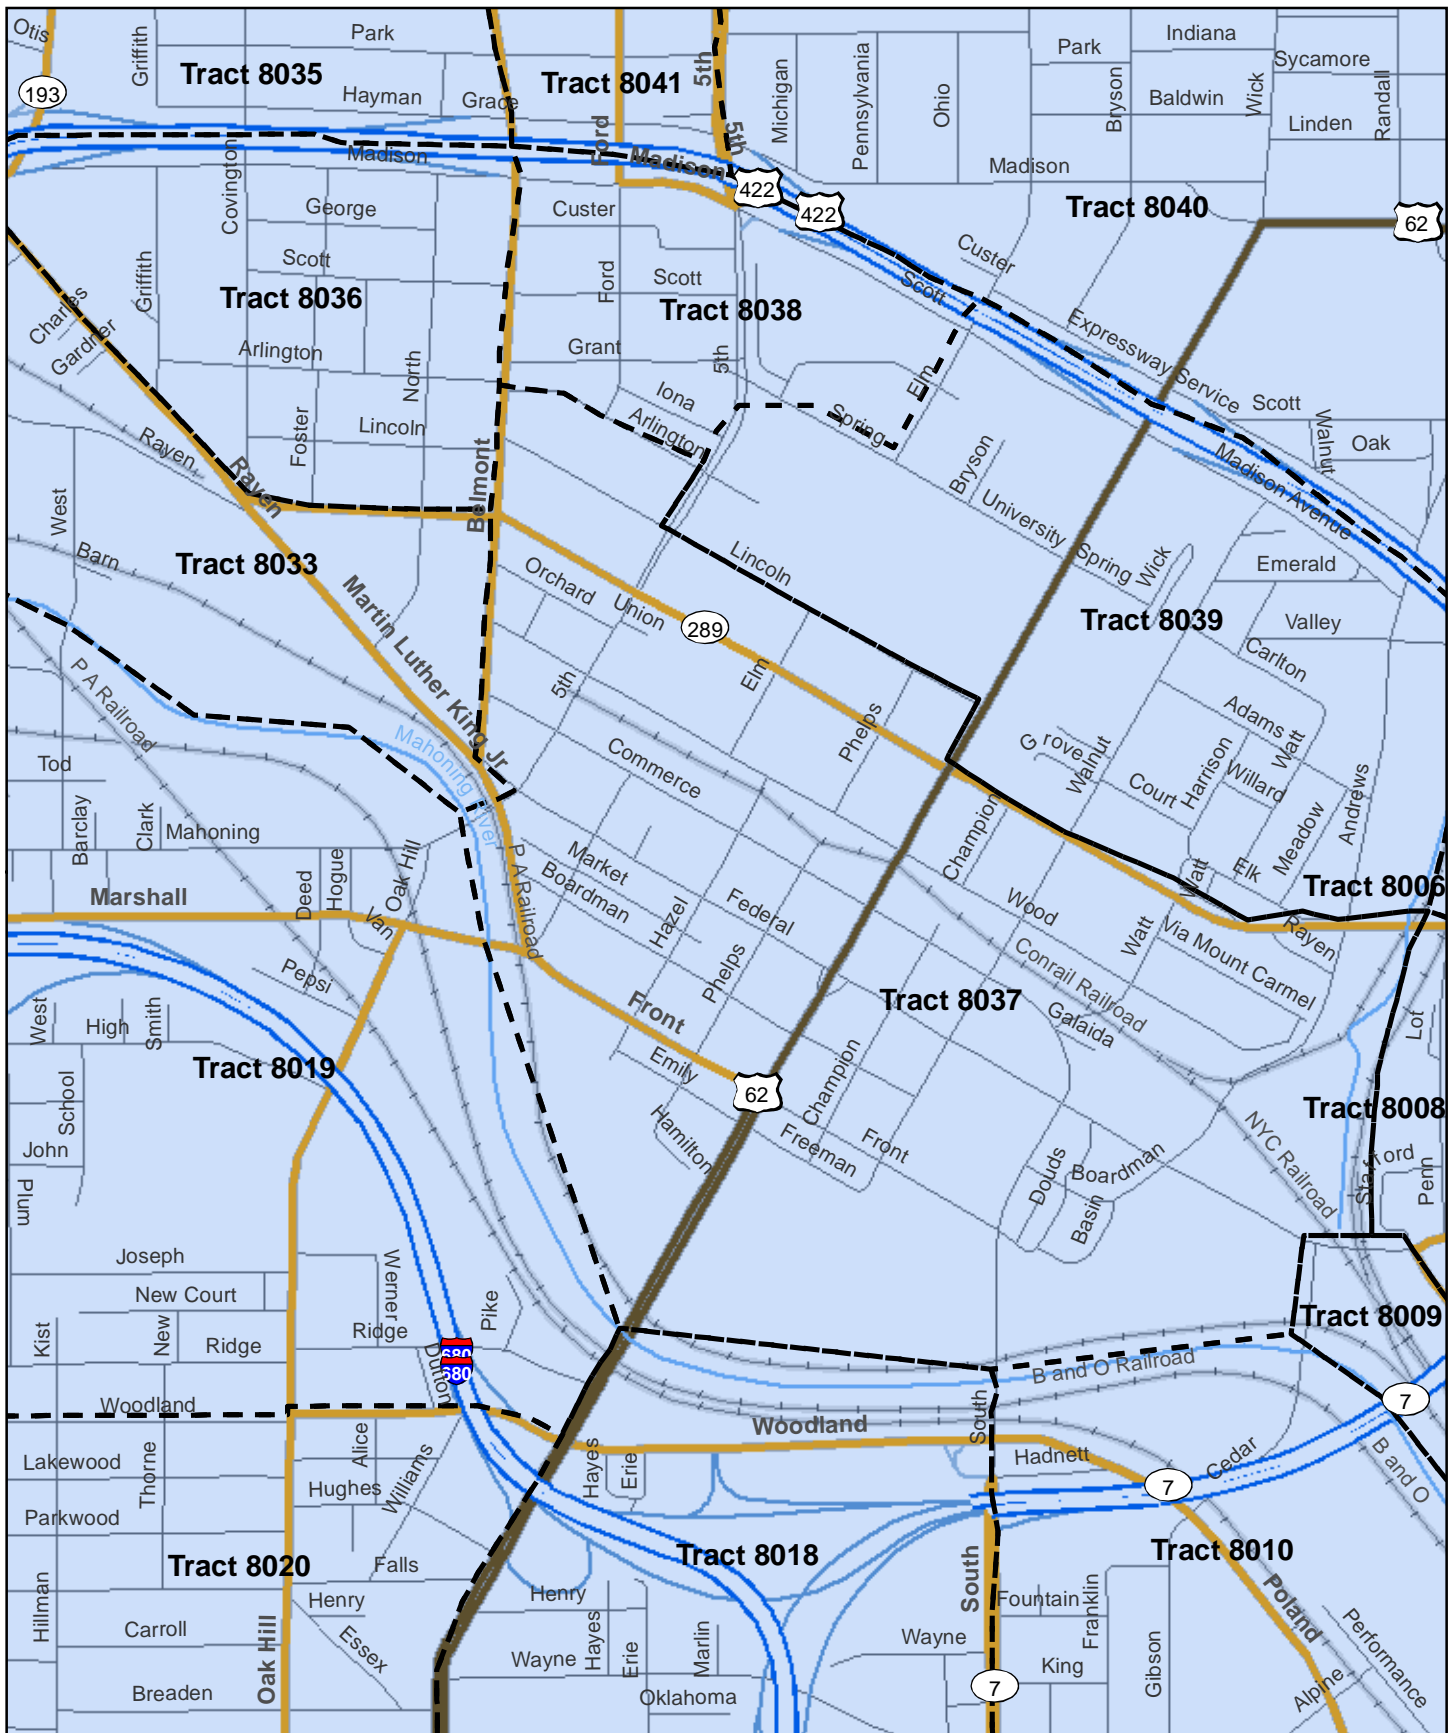 Otis
Griffith
Park
5th
Michigan
Pennsylvania
Ohio
Park
Bryson
Indiana
Sycamore
Wick
Randall
Tract 8035
Tract 8041
193
Hayman
Grace
Ford
5th
Baldwin
Linden
Covington
Madison
Madison
422
422
Madison
Tract 8040
62
George
Custer
Custer
Griffith
Scott
Ford
Scott
Scott
Tract 8036
Tract 8038
Charles
Gardner
Expressway Service
Arlington
North
Grant
5th
Elm
Iona
Arlington
Spring
Scott
Walnut
Oak
Foster
Lincoln
Rayen
Rayen
Belmont
Bryson
Madison Avenue
West
University
Barn
Tract 8033
Lincoln
Spring
Wick
Emerald
Orchard
Union
289
Martin Luther King Jr
Tract 8039
Valley
Carlton
P A Railroad
5th
Elm
Phelps
Adams
Watt
Mahoning River
Grove
Walnut
Harrison
Willard
Tod
Commerce
Court
Andrews
Barclay
Clark
Mahoning
Oak Hill
Champion
Meadow
Market
Boardman
P A Railroad
Deed
Hogue
Van
Marshall
Watt
Elk
Tract 8006
Hazel
Federal
Wood
Watt
Rayen
Via Mount Carmel
Pepsi
Phelps
Conrail Railroad
Tract 8037
Front
Galaida
West
High
Smith
Lot
Tract 8019
Emily
62
Champion
School
Hamilton
Freeman
Front
Tract 8008
NYC Railroad
John
Douds
Boardman
Stafford
Penn
Plum
Basin
Joseph
Werner
New Court
Pike
Kist
New
Ridge
Ridge
Tract 8009
680
680
Dutton
B and O Railroad
7
Woodland
South
Woodland
Alice
Williams
Hayes
Erie
Hadnett
Cedar
B and O
Lakewood
Thorne
Hughes
7
Parkwood
Tract 8020
Falls
Tract 8018
Tract 8010
Hillman
Henry
Henry
South
Fountain
Franklin
Poland
Performance
Carroll
Essex
Hayes
Erie
Marlin
Wayne
Wayne
King
Gibson
Oak Hill
Breaden
Oklahoma
7
Alpine